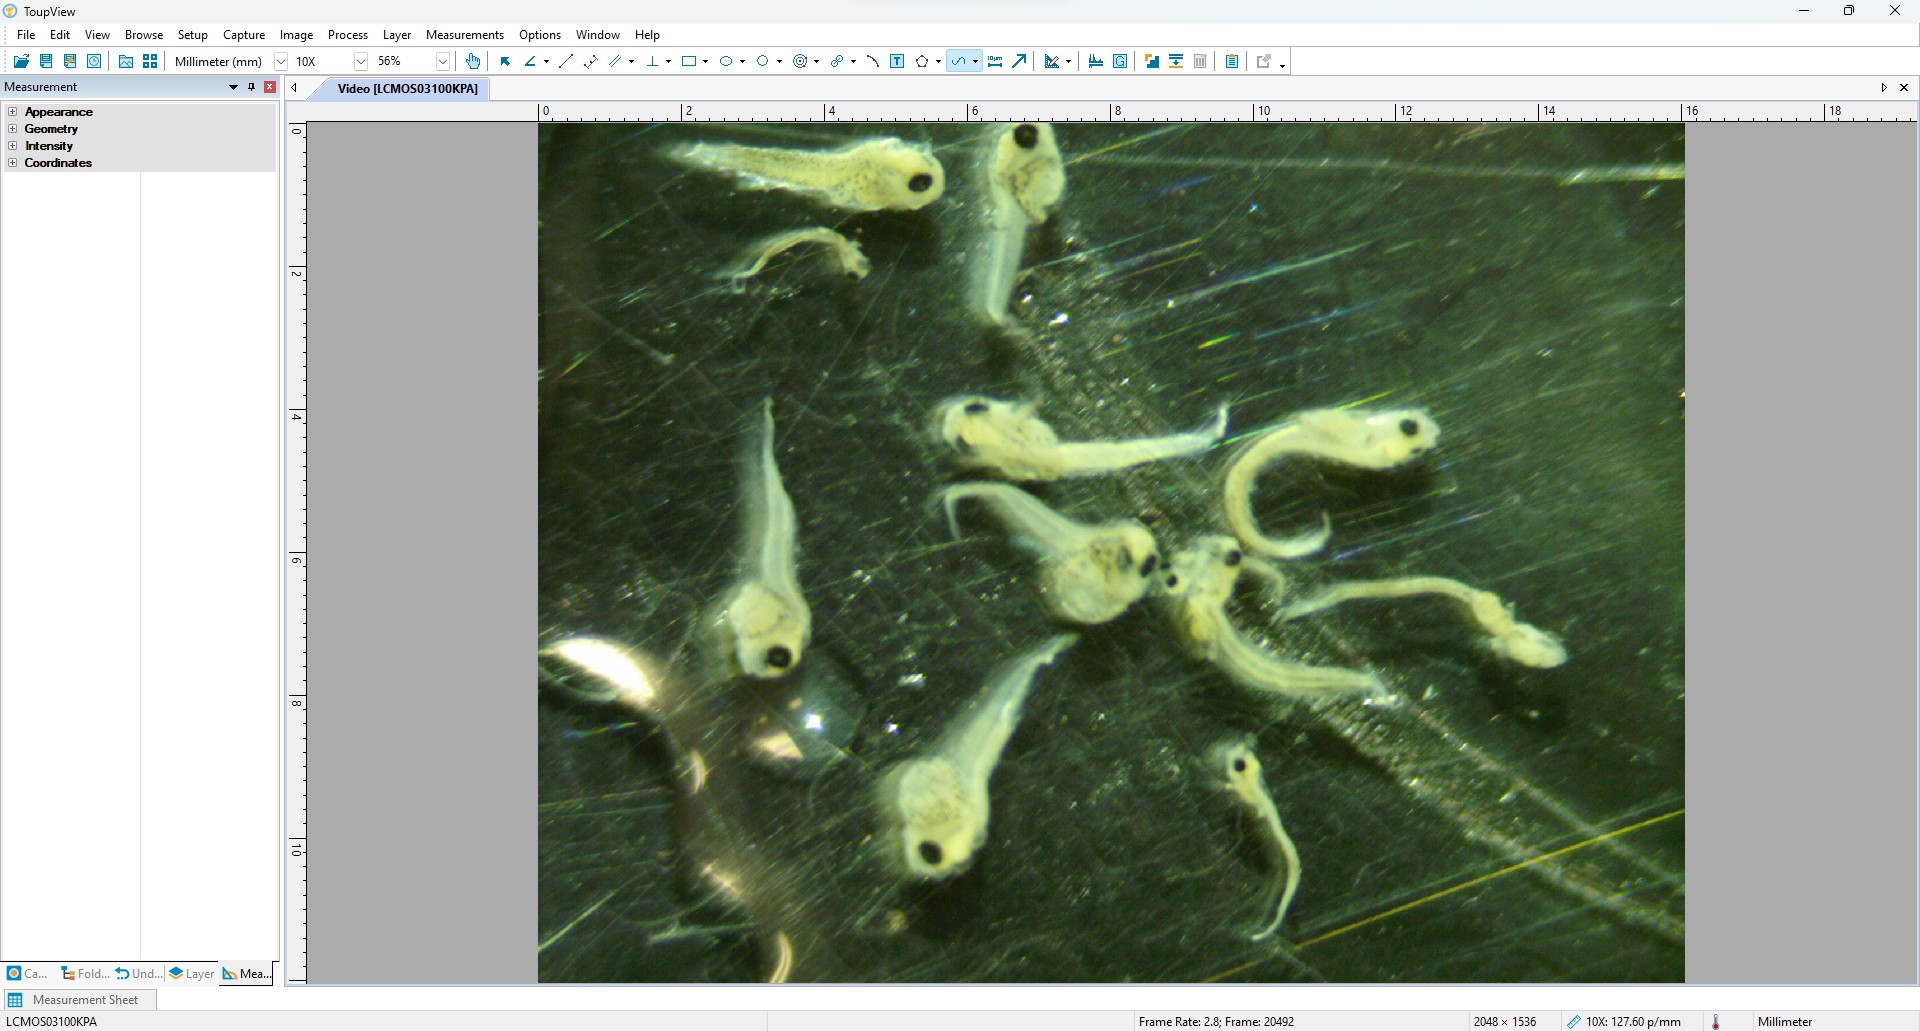 ToupView
File Edit View Browse Setup Capture Image Process Layer Measurements Options Window Help
Millimeter (mm) 10X 56%
Measurement
Video [LCMOS03100KPA]
Appearance
Geometry
Intensity
Coordinates
0 2 4 6 8 10 12 14 16 18
0
2
4
6
8
10
Ca... Fold... Und... Layer Mea...
Measurement Sheet
LCMOS03100KPA Frame Rate: 2.8; Frame: 20492 2048 × 1536 10X: 127.60 p/mm Millimeter